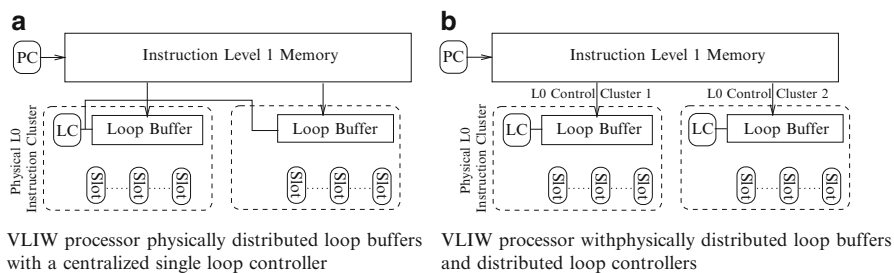 a
PC
Instruction Level 1 Memory
LC
Loop Buffer
Loop Buffer
Physical L0
Instruction Cluster
Slot
Slot
Slot
Slot
Slot
Slot
VLIW processor physically distributed loop buffers
with a centralized single loop controller
b
PC
Instruction Level 1 Memory
L0 Control Cluster 1
L0 Control Cluster 2
LC
Loop Buffer
LC
Loop Buffer
Physical L0
Instruction Cluster
Slot
Slot
Slot
Slot
Slot
Slot
VLIW processor withphysically distributed loop buffers
and distributed loop controllers